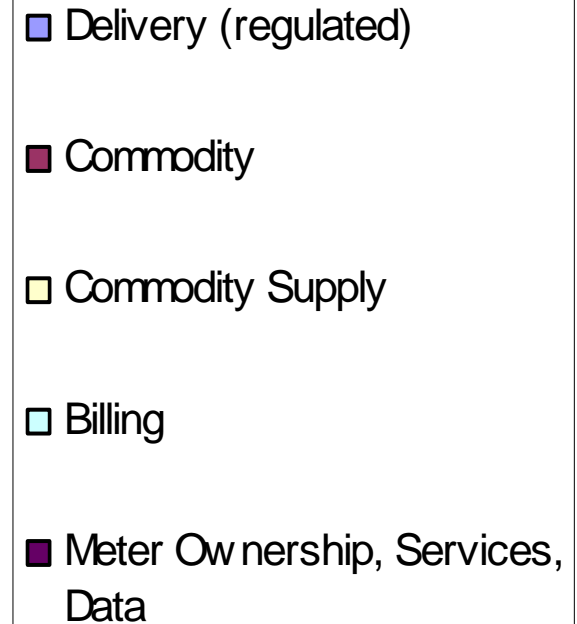 Delivery (regulated)
Commodity
Commodity Supply
Billing
Meter Ownership, Services,
Data